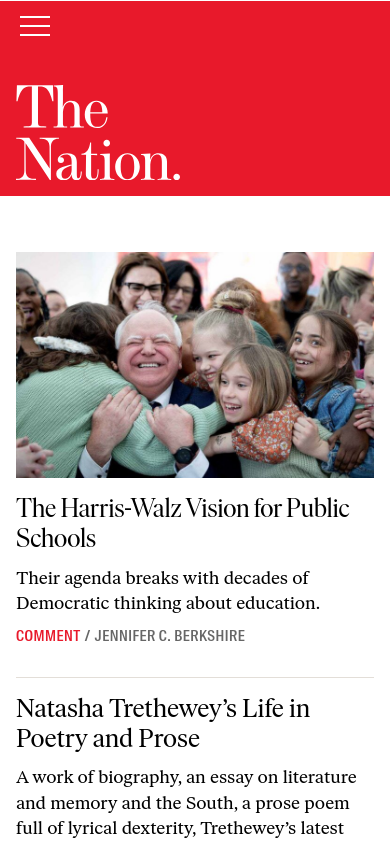 The
Nation.
The Harris-Walz Vision for Public
Schools
Their agenda breaks with decades of
Democratic thinking about education.
COMMENT / JENNIFER C. BERKSHIRE
Natasha Trethewey’s Life in
Poetry and Prose
A work of biography, an essay on literature
and memory and the South, a prose poem
full of lyrical dexterity, Trethewey’s latest